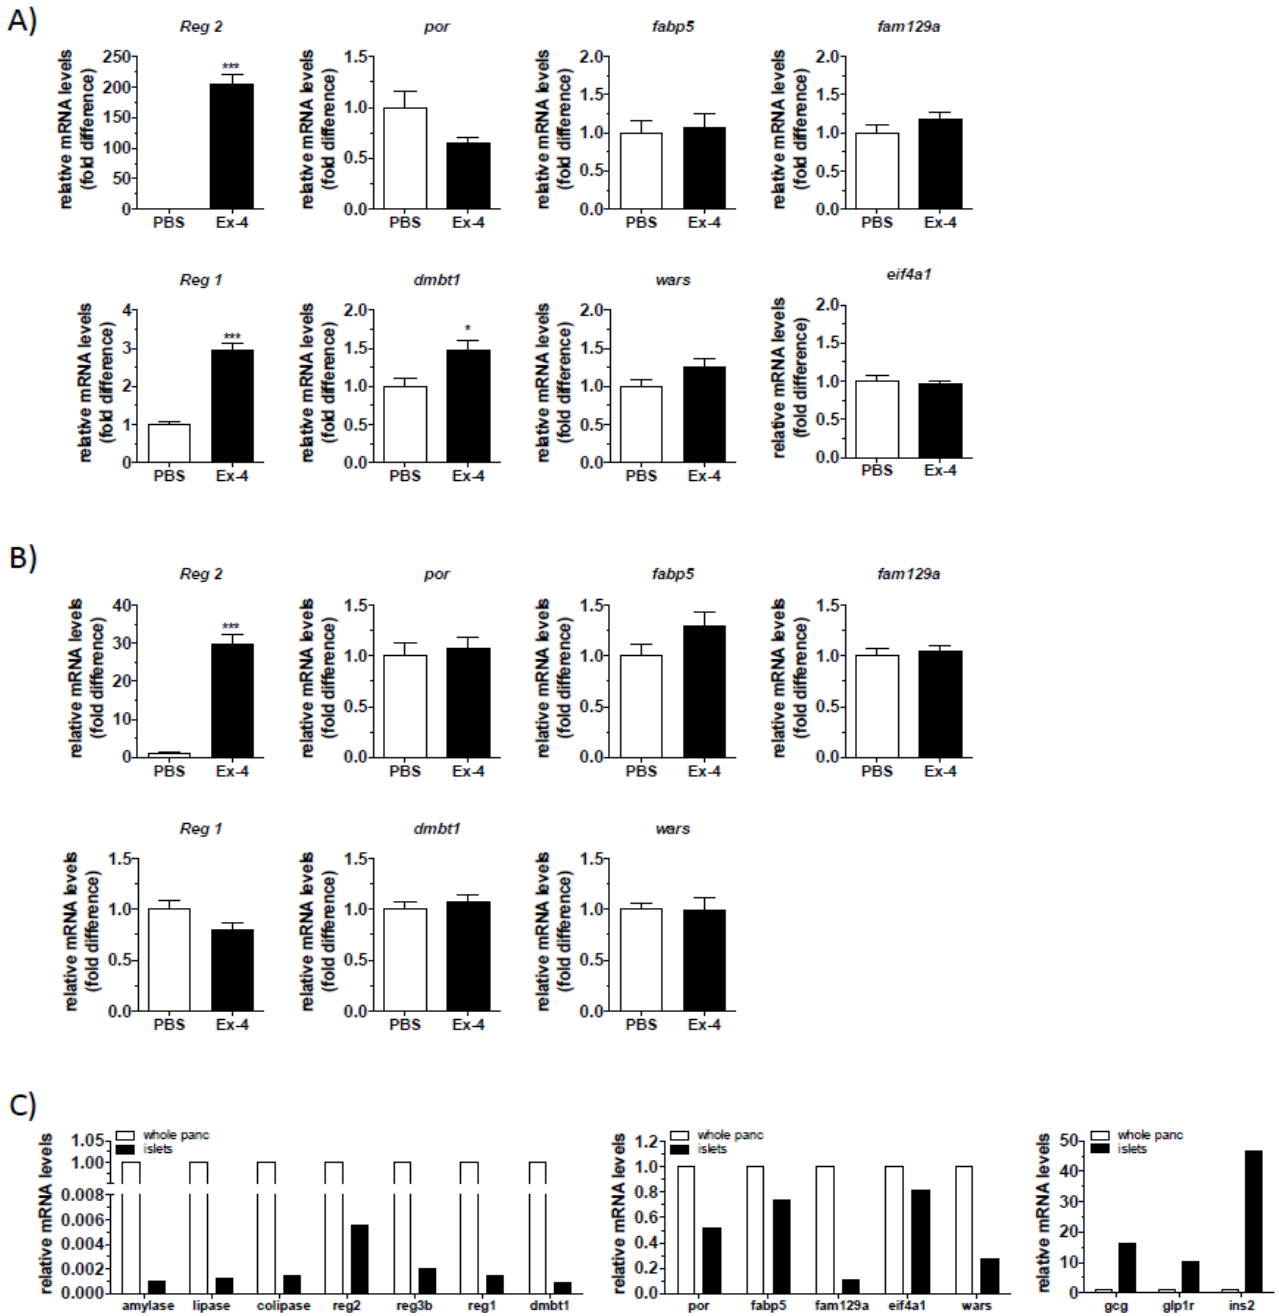 A)
Reg 2
por
fabp5
fam129a
relative mRNA levels
(fold difference)
250
200
150
100
50
0
PBS
Ex-4
***
relative mRNA levels
(fold difference)
1.5
1.0
0.5
0.0
PBS
Ex-4
relative mRNA levels
(fold difference)
2.0
1.5
1.0
0.5
0.0
PBS
Ex-4
relative mRNA levels
(fold difference)
2.0
1.5
1.0
0.5
0.0
PBS
Ex-4
Reg 1
dmbt1
wars
eif4a1
relative mRNA levels
(fold difference)
4
3
2
1
0
PBS
Ex-4
***
relative mRNA levels
(fold difference)
2.0
1.5
1.0
0.5
0.0
PBS
Ex-4
*
relative mRNA levels
(fold difference)
2.0
1.5
1.0
0.5
0.0
PBS
Ex-4
relative mRNA levels
(fold difference)
2.0
1.5
1.0
0.5
0.0
PBS
Ex-4
B)
Reg 2
por
fabp5
fam129a
relative mRNA levels
(fold difference)
40
30
20
10
0
PBS
Ex-4
***
relative mRNA levels
(fold difference)
1.5
1.0
0.5
0.0
PBS
Ex-4
relative mRNA levels
(fold difference)
1.5
1.0
0.5
0.0
PBS
Ex-4
relative mRNA levels
(fold difference)
1.5
1.0
0.5
0.0
PBS
Ex-4
Reg 1
dmbt1
wars
relative mRNA levels
(fold difference)
1.5
1.0
0.5
0.0
PBS
Ex-4
relative mRNA levels
(fold difference)
1.5
1.0
0.5
0.0
PBS
Ex-4
relative mRNA levels
(fold difference)
1.5
1.0
0.5
0.0
PBS
Ex-4
C)
relative mRNA levels
whole panc
islets
1.05
1.00
0.008
0.006
0.004
0.002
0.000
amylase lipase colipase reg2 reg3b reg1 dmbt1
relative mRNA levels
whole panc
islets
1.2
1.0
0.8
0.6
0.4
0.2
0.0
por fabp5 fam129a eif4a1 wars
relative mRNA levels
whole panc
islets
50
40
30
20
10
0
gcg glp1r ins2